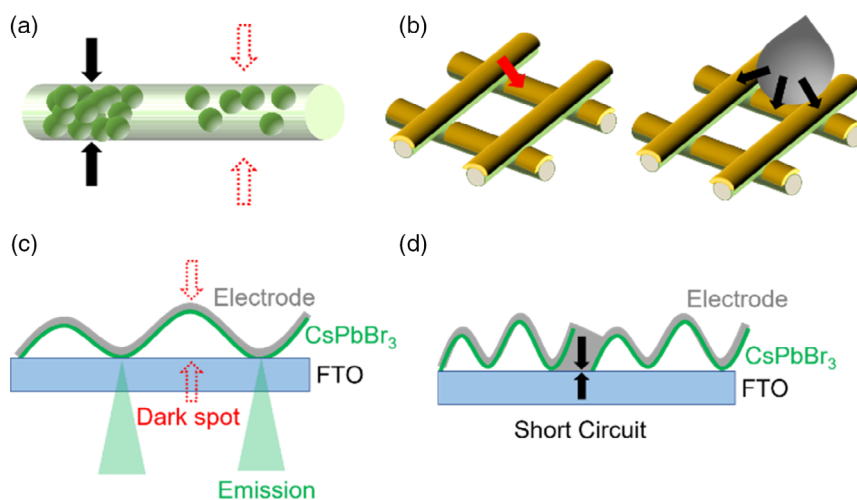 (a)
(b)
(c)
Electrode
CsPbBr₃
FTO
Dark spot
Emission
(d)
Electrode
CsPbBr₃
FTO
Short Circuit